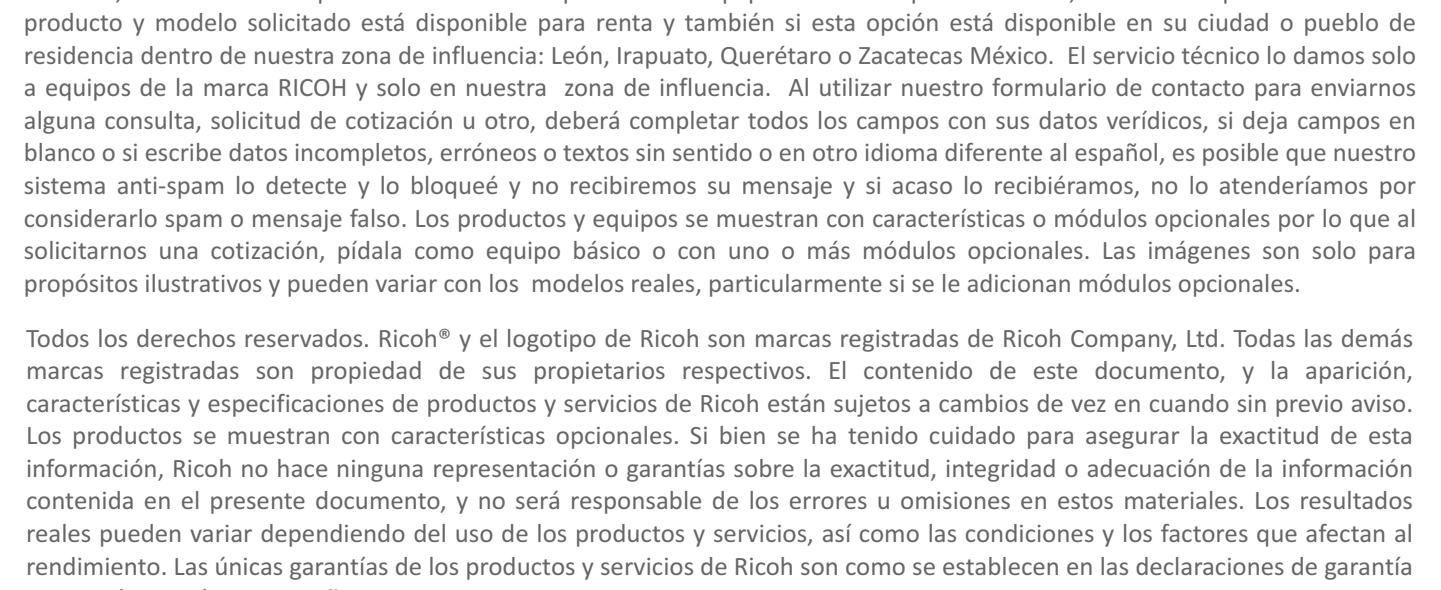 producto y modelo solicitado está disponible para renta y también si esta opción está disponible en su ciudad o pueblo de
residencia dentro de nuestra zona de influencia: León, Irapuato, Querétaro o Zacatecas México. El servicio técnico lo damos solo
a equipos de la marca RICOH y solo en nuestra zona de influencia. Al utilizar nuestro formulario de contacto para enviarnos
alguna consulta, solicitud de cotización u otro, deberá completar todos los campos con sus datos verídicos, si deja campos en
blanco o si escribe datos incompletos, erróneos o textos sin sentido o en otro idioma diferente al español, es posible que nuestro
sistema anti-spam lo detecte y lo bloqueé y no recibiremos su mensaje y si acaso lo recibiéramos, no lo atenderíamos por
considerarlo spam o mensaje falso. Los productos y equipos se muestran con características o módulos opcionales por lo que al
solicitarnos una cotización, pídala como equipo básico o con uno o más módulos opcionales. Las imágenes son solo para
propósitos ilustrativos y pueden variar con los modelos reales, particularmente si se le adicionan módulos opcionales.
Todos los derechos reservados. Ricoh® y el logotipo de Ricoh son marcas registradas de Ricoh Company, Ltd. Todas las demás
marcas registradas son propiedad de sus propietarios respectivos. El contenido de este documento, y la aparición,
características y especificaciones de productos y servicios de Ricoh están sujetos a cambios de vez en cuando sin previo aviso.
Los productos se muestran con características opcionales. Si bien se ha tenido cuidado para asegurar la exactitud de esta
información, Ricoh no hace ninguna representación o garantías sobre la exactitud, integridad o adecuación de la información
contenida en el presente documento, y no será responsable de los errores u omisiones en estos materiales. Los resultados
reales pueden variar dependiendo del uso de los productos y servicios, así como las condiciones y los factores que afectan al
rendimiento. Las únicas garantías de los productos y servicios de Ricoh son como se establecen en las declaraciones de garantía